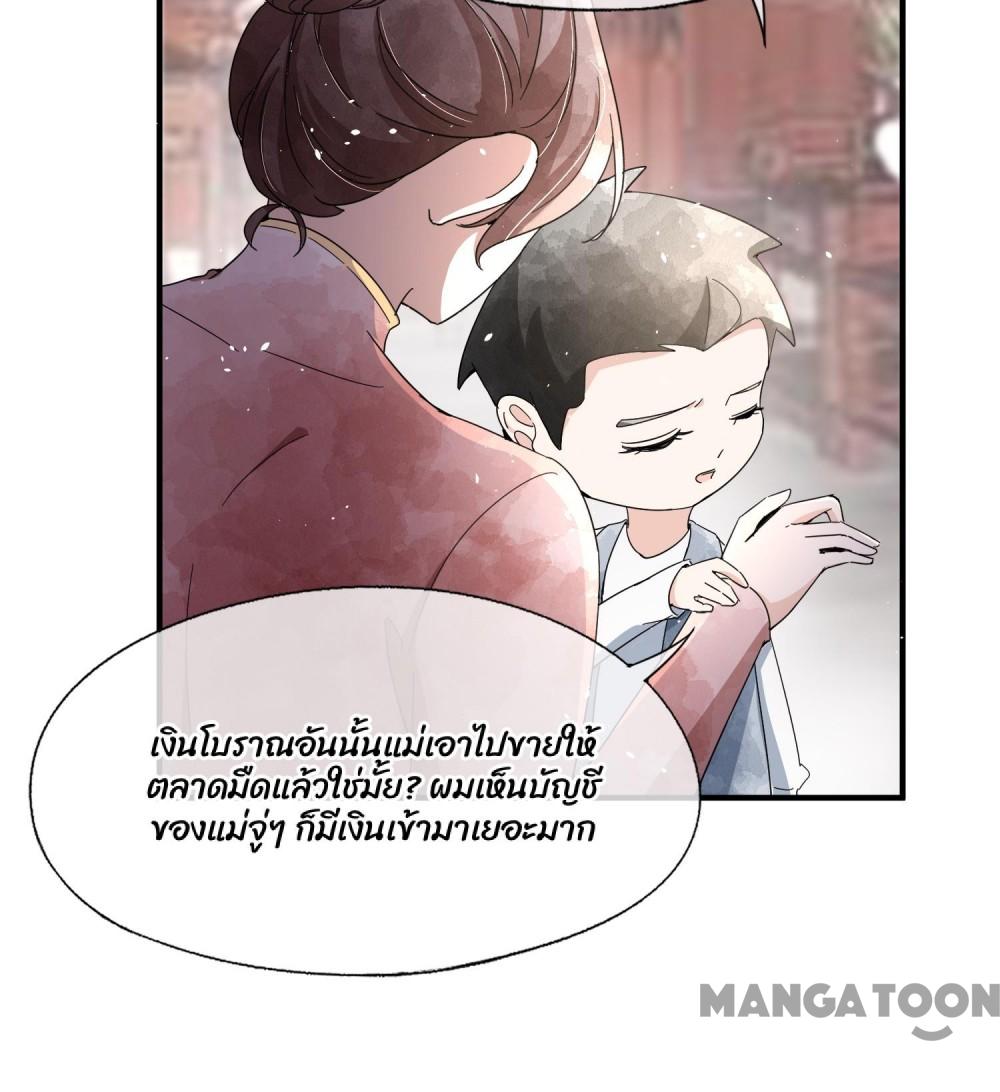 เงินโบราณอันนั้นแม่เอาไปขายให้
ตลาดมืดแล้วใช่มั้ย? ผมเห็นบัญชี
ของแม่จู่ๆ ก็มีเงินเข้ามาเยอะมาก
MANGATOON